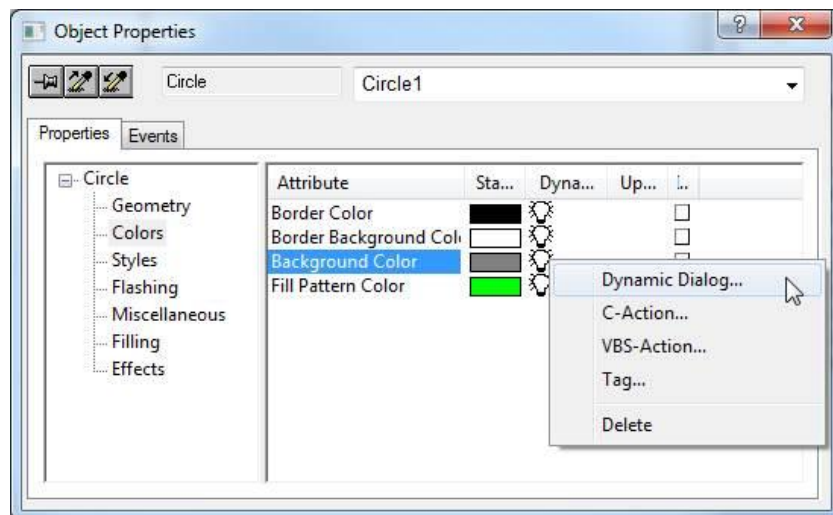 Object Properties
?
Circle
Circle1
Properties
Events
Circle
Geometry
Colors
Styles
Flashing
Miscellaneous
Filling
Effects
Attribute Sta... Dyna... Up... I..
Border Color
Border Background Col
Background Color
Fill Pattern Color
Dynamic Dialog...
C-Action...
VBS-Action...
Tag...
Delete